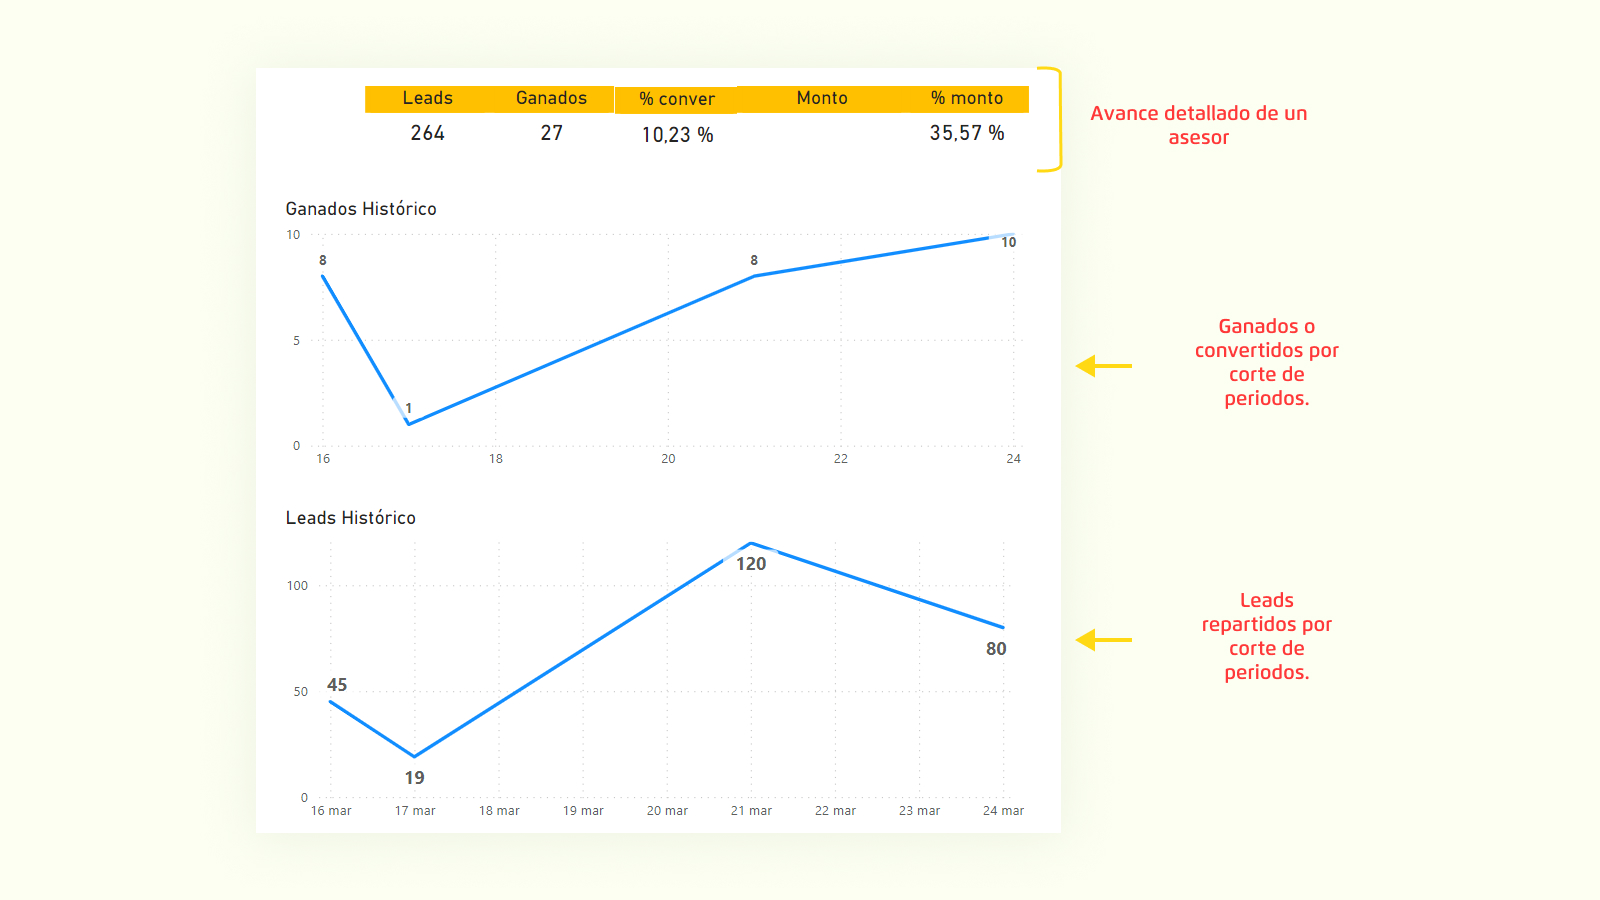 Leads Ganados % conver Monto % monto
264 27 10,23 % 35,57 %
Avance detallado de un
asesor
Ganados Histórico
10
5
0
8
1
8
10
16 18 20 22 24
Ganados o
convertidos por
corte de
periodos.
Leads Histórico
100
50
0
45
19
120
80
16 mar 17 mar 18 mar 19 mar 20 mar 21 mar 22 mar 23 mar 24 mar
Leads
repartidos por
corte de
periodos.